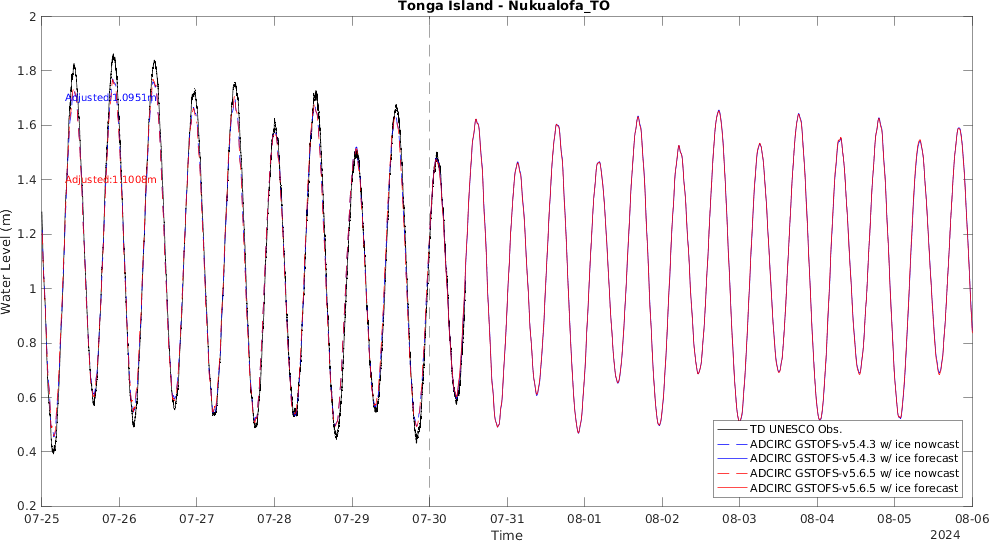 Tonga Island - Nukualofa_TO
Water Level (m)
2
1.8
1.6
1.4
1.2
1
0.8
0.6
0.4
0.2
Adjusted:1.0951m
Adjusted:1.1008m
TD UNESCO Obs.
ADCIRC GSTOFS-v5.4.3 w/ ice nowcast
ADCIRC GSTOFS-v5.4.3 w/ ice forecast
ADCIRC GSTOFS-v5.6.5 w/ ice nowcast
ADCIRC GSTOFS-v5.6.5 w/ ice forecast
07-25 07-26 07-27 07-28 07-29 07-30 07-31 08-01 08-02 08-03 08-04 08-05 08-06
Time
2024